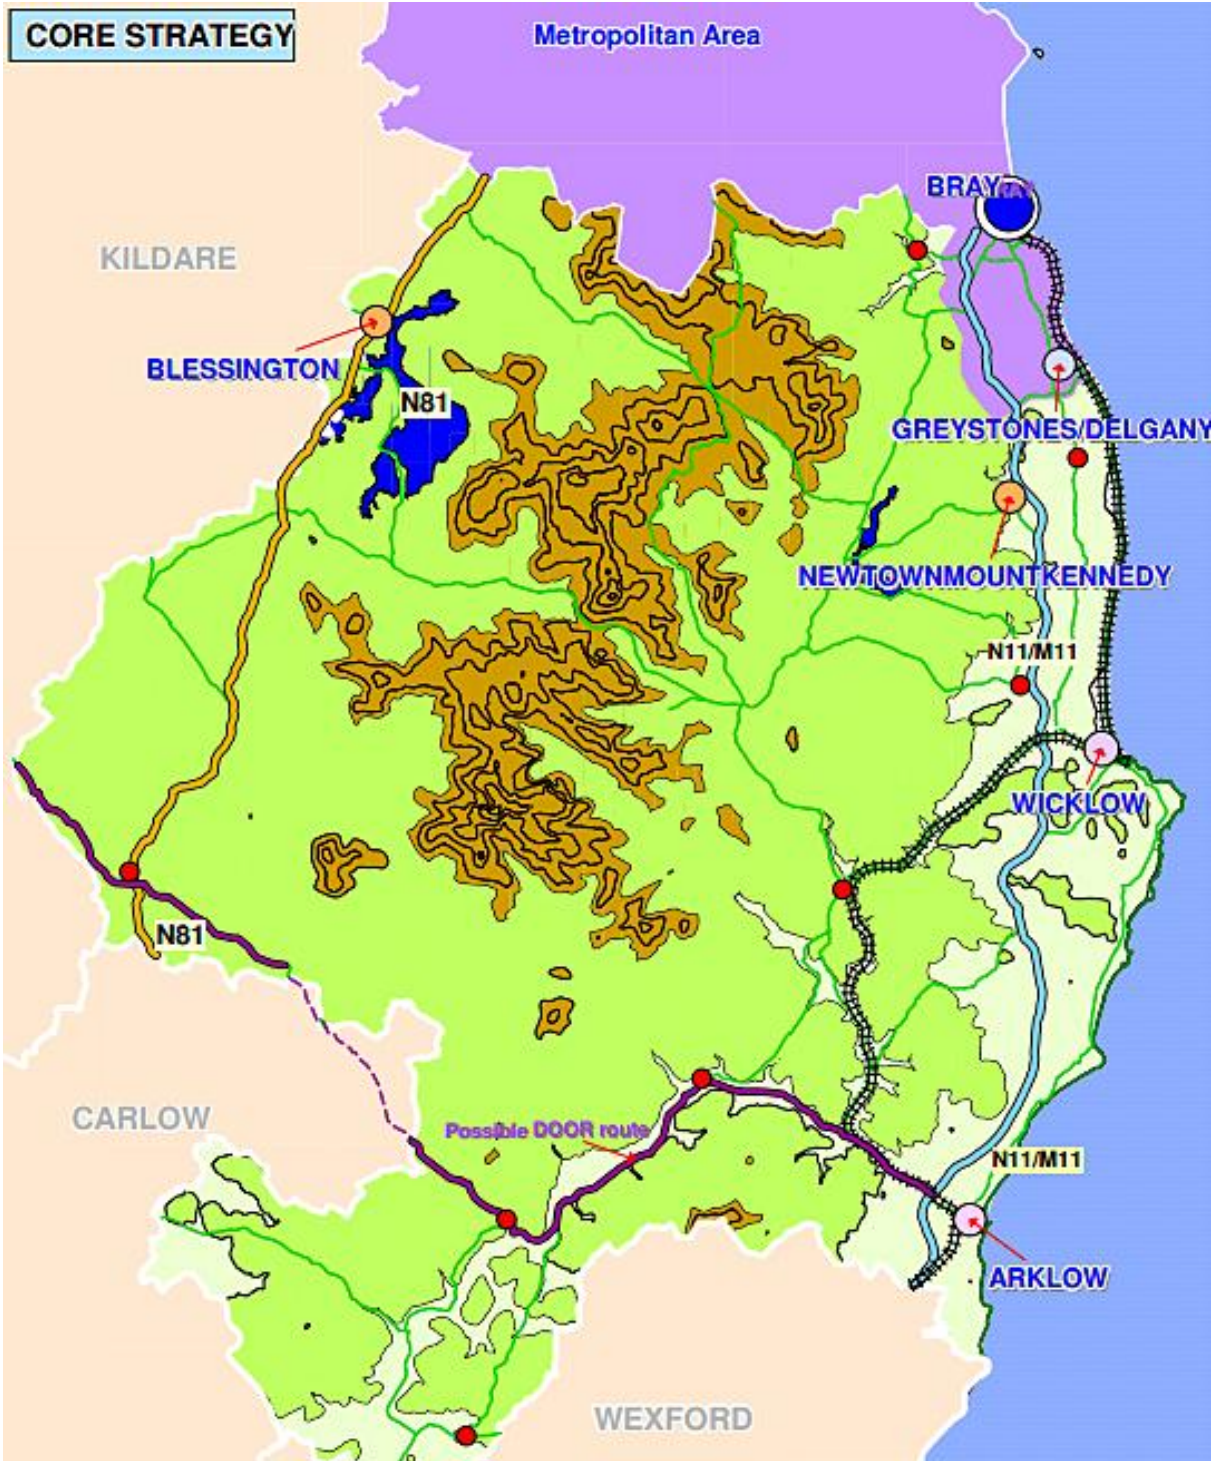 CORE STRATEGY
Metropolitan Area
BRAY
KILDARE
BLESSINGTON
N81
GREYSTONES/DELGANY
NEWTOWNMOUNTKENNEDY
N11/M11
WICKLOW
N81
CARLOW
Possible DOOR route
N11/M11
ARKLOW
WEXFORD